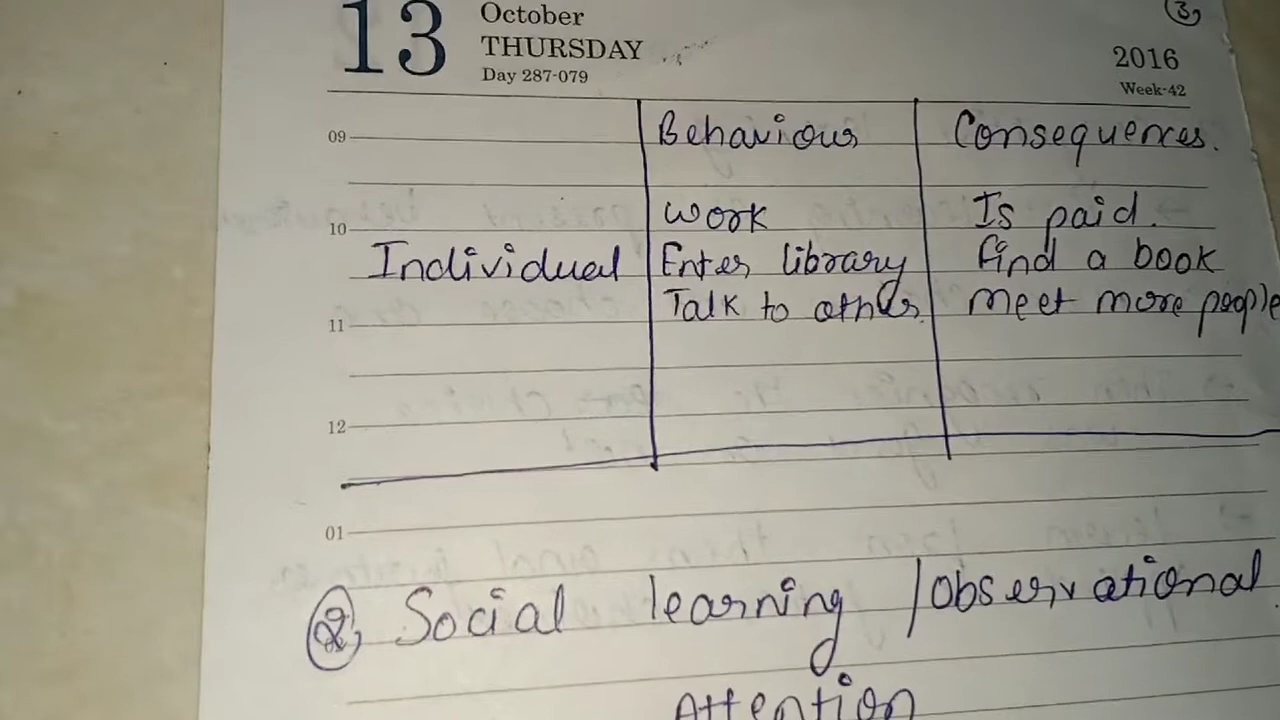 3
13 October
THURSDAY
Day 287-079
2016
Week-42
09 Behaviour Consequences.
10 Work Is paid.
Individual Enter library find a book
11 Talk to others. meet more people
12
01
2, Social learning / observational
Attention